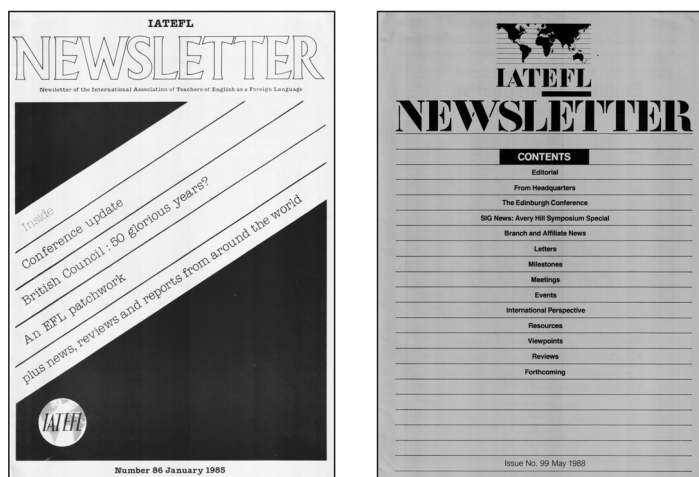 IATEFL
NEWSLETTER
Newsletter of the International Association of Teachers of English as a Foreign Language
Inside
Conference update
British Council : 50 glorious years?
An EFL patchwork
plus news, reviews and reports from around the world
IATEFL
Number 86 January 1985
IATEFL
NEWSLETTER
CONTENTS
Editorial
From Headquarters
The Edinburgh Conference
SIG News: Avery Hill Symposium Special
Branch and Affiliate News
Letters
Milestones
Meetings
Events
International Perspective
Resources
Viewpoints
Reviews
Forthcoming
Issue No. 99 May 1988